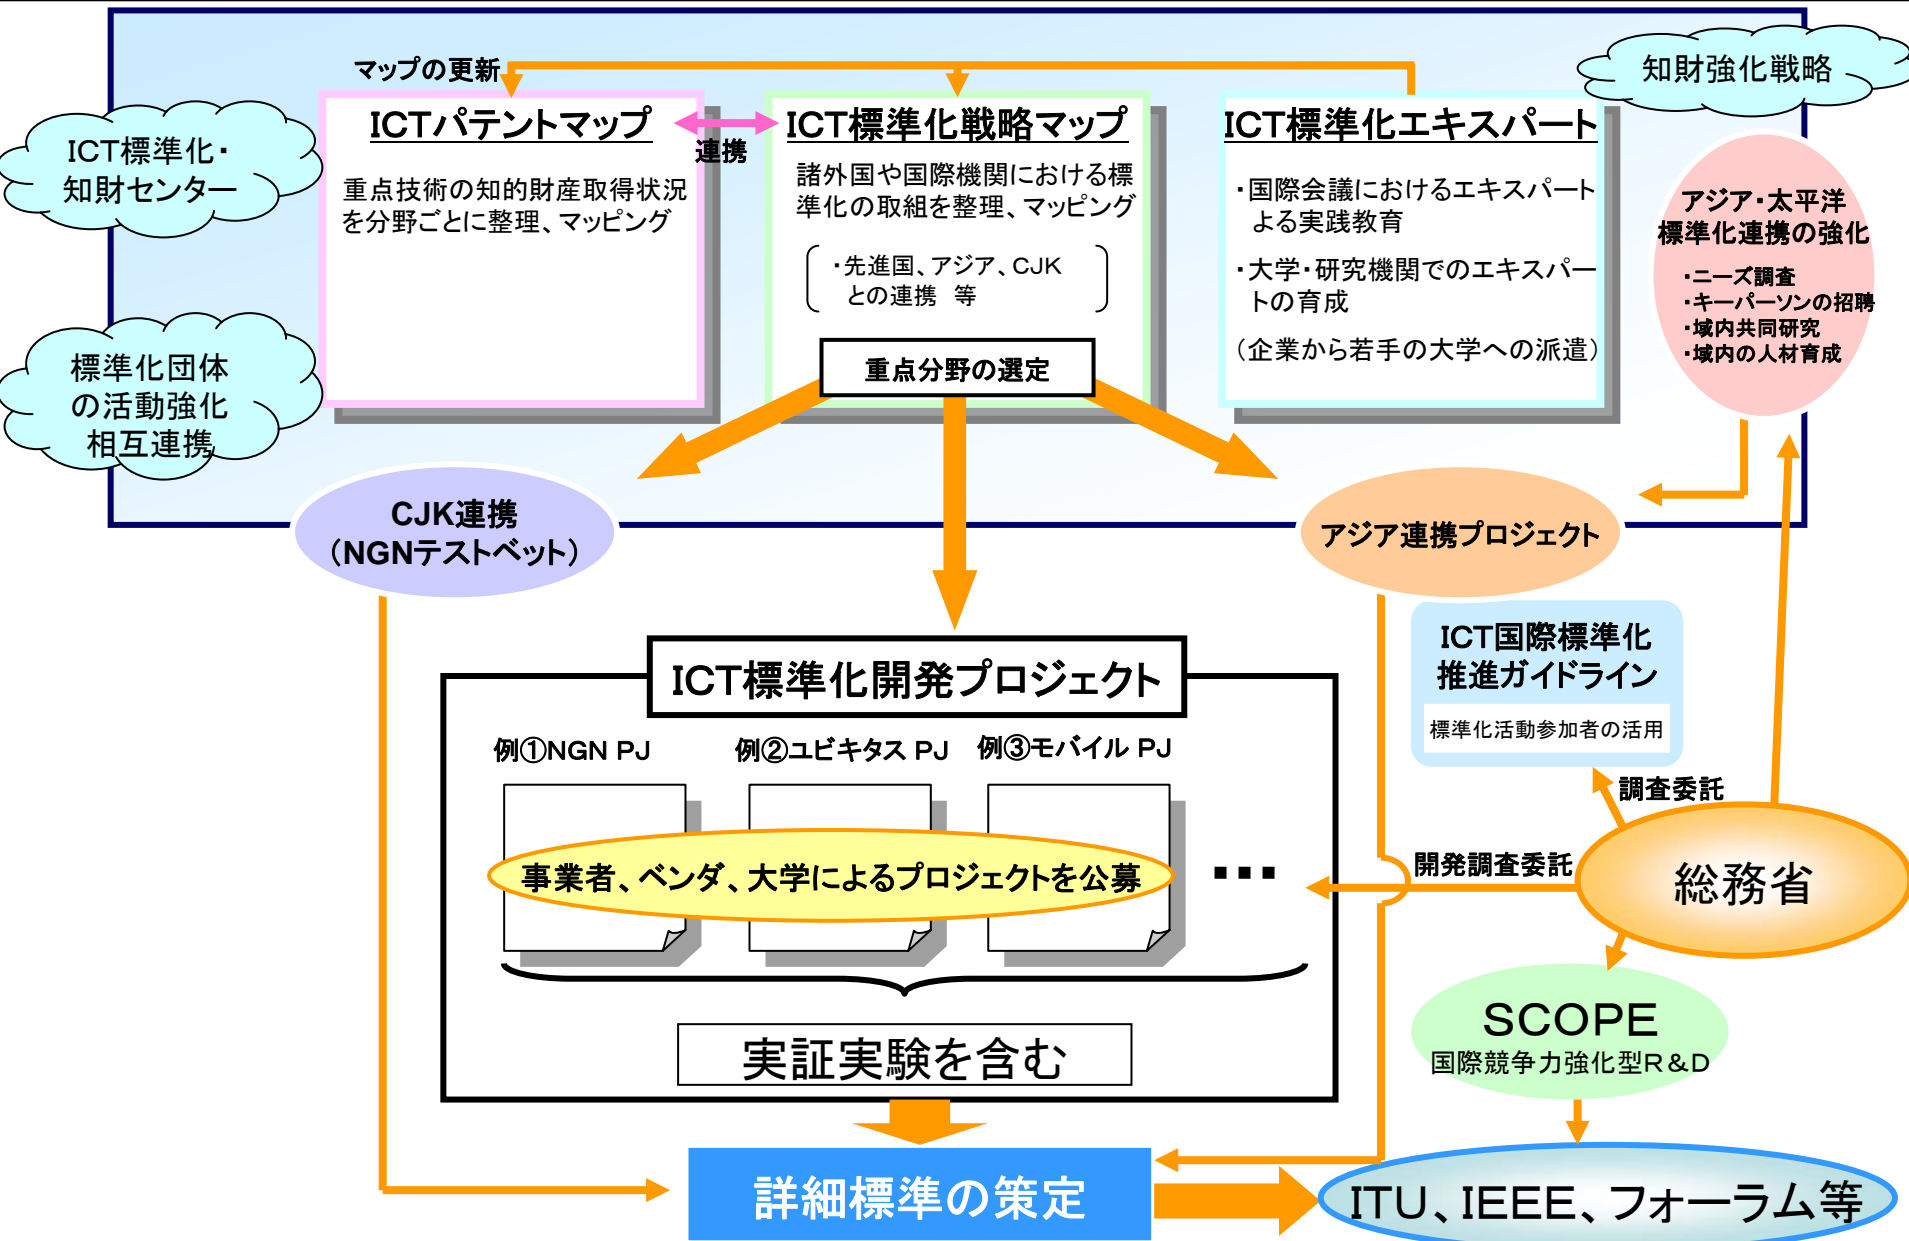 マップの更新
知財強化戦略
ICT標準化・
知財センター
ICTパテントマップ
連携
重点技術の知的財産取得状況
を分野ごとに整理、マッピング
ICT標準化戦略マップ
諸外国や国際機関における標
準化の取組を整理、マッピング
・先進国、アジア、CJK
との連携 等
重点分野の選定
ICT標準化エキスパート
・国際会議におけるエキスパート
よる実践教育
・大学・研究機関でのエキスパー
トの育成
（企業から若手の大学への派遣）
アジア・太平洋
標準化連携の強化
・ニーズ調査
・キーパーソンの招聘
・域内共同研究
・域内の人材育成
標準化団体
の活動強化
相互連携
CJK連携
（NGNテストベット）
アジア連携プロジェクト
ICT国際標準化
推進ガイドライン
標準化活動参加者の活用
ICT標準化開発プロジェクト
例①NGN PJ
例②ユビキタス PJ
例③モバイル PJ
事業者、ベンダ、大学によるプロジェクトを公募
…
調査委託
開発調査委託
総務省
実証実験を含む
SCOPE
国際競争力強化型R＆D
詳細標準の策定
ITU、IEEE、フォーラム等